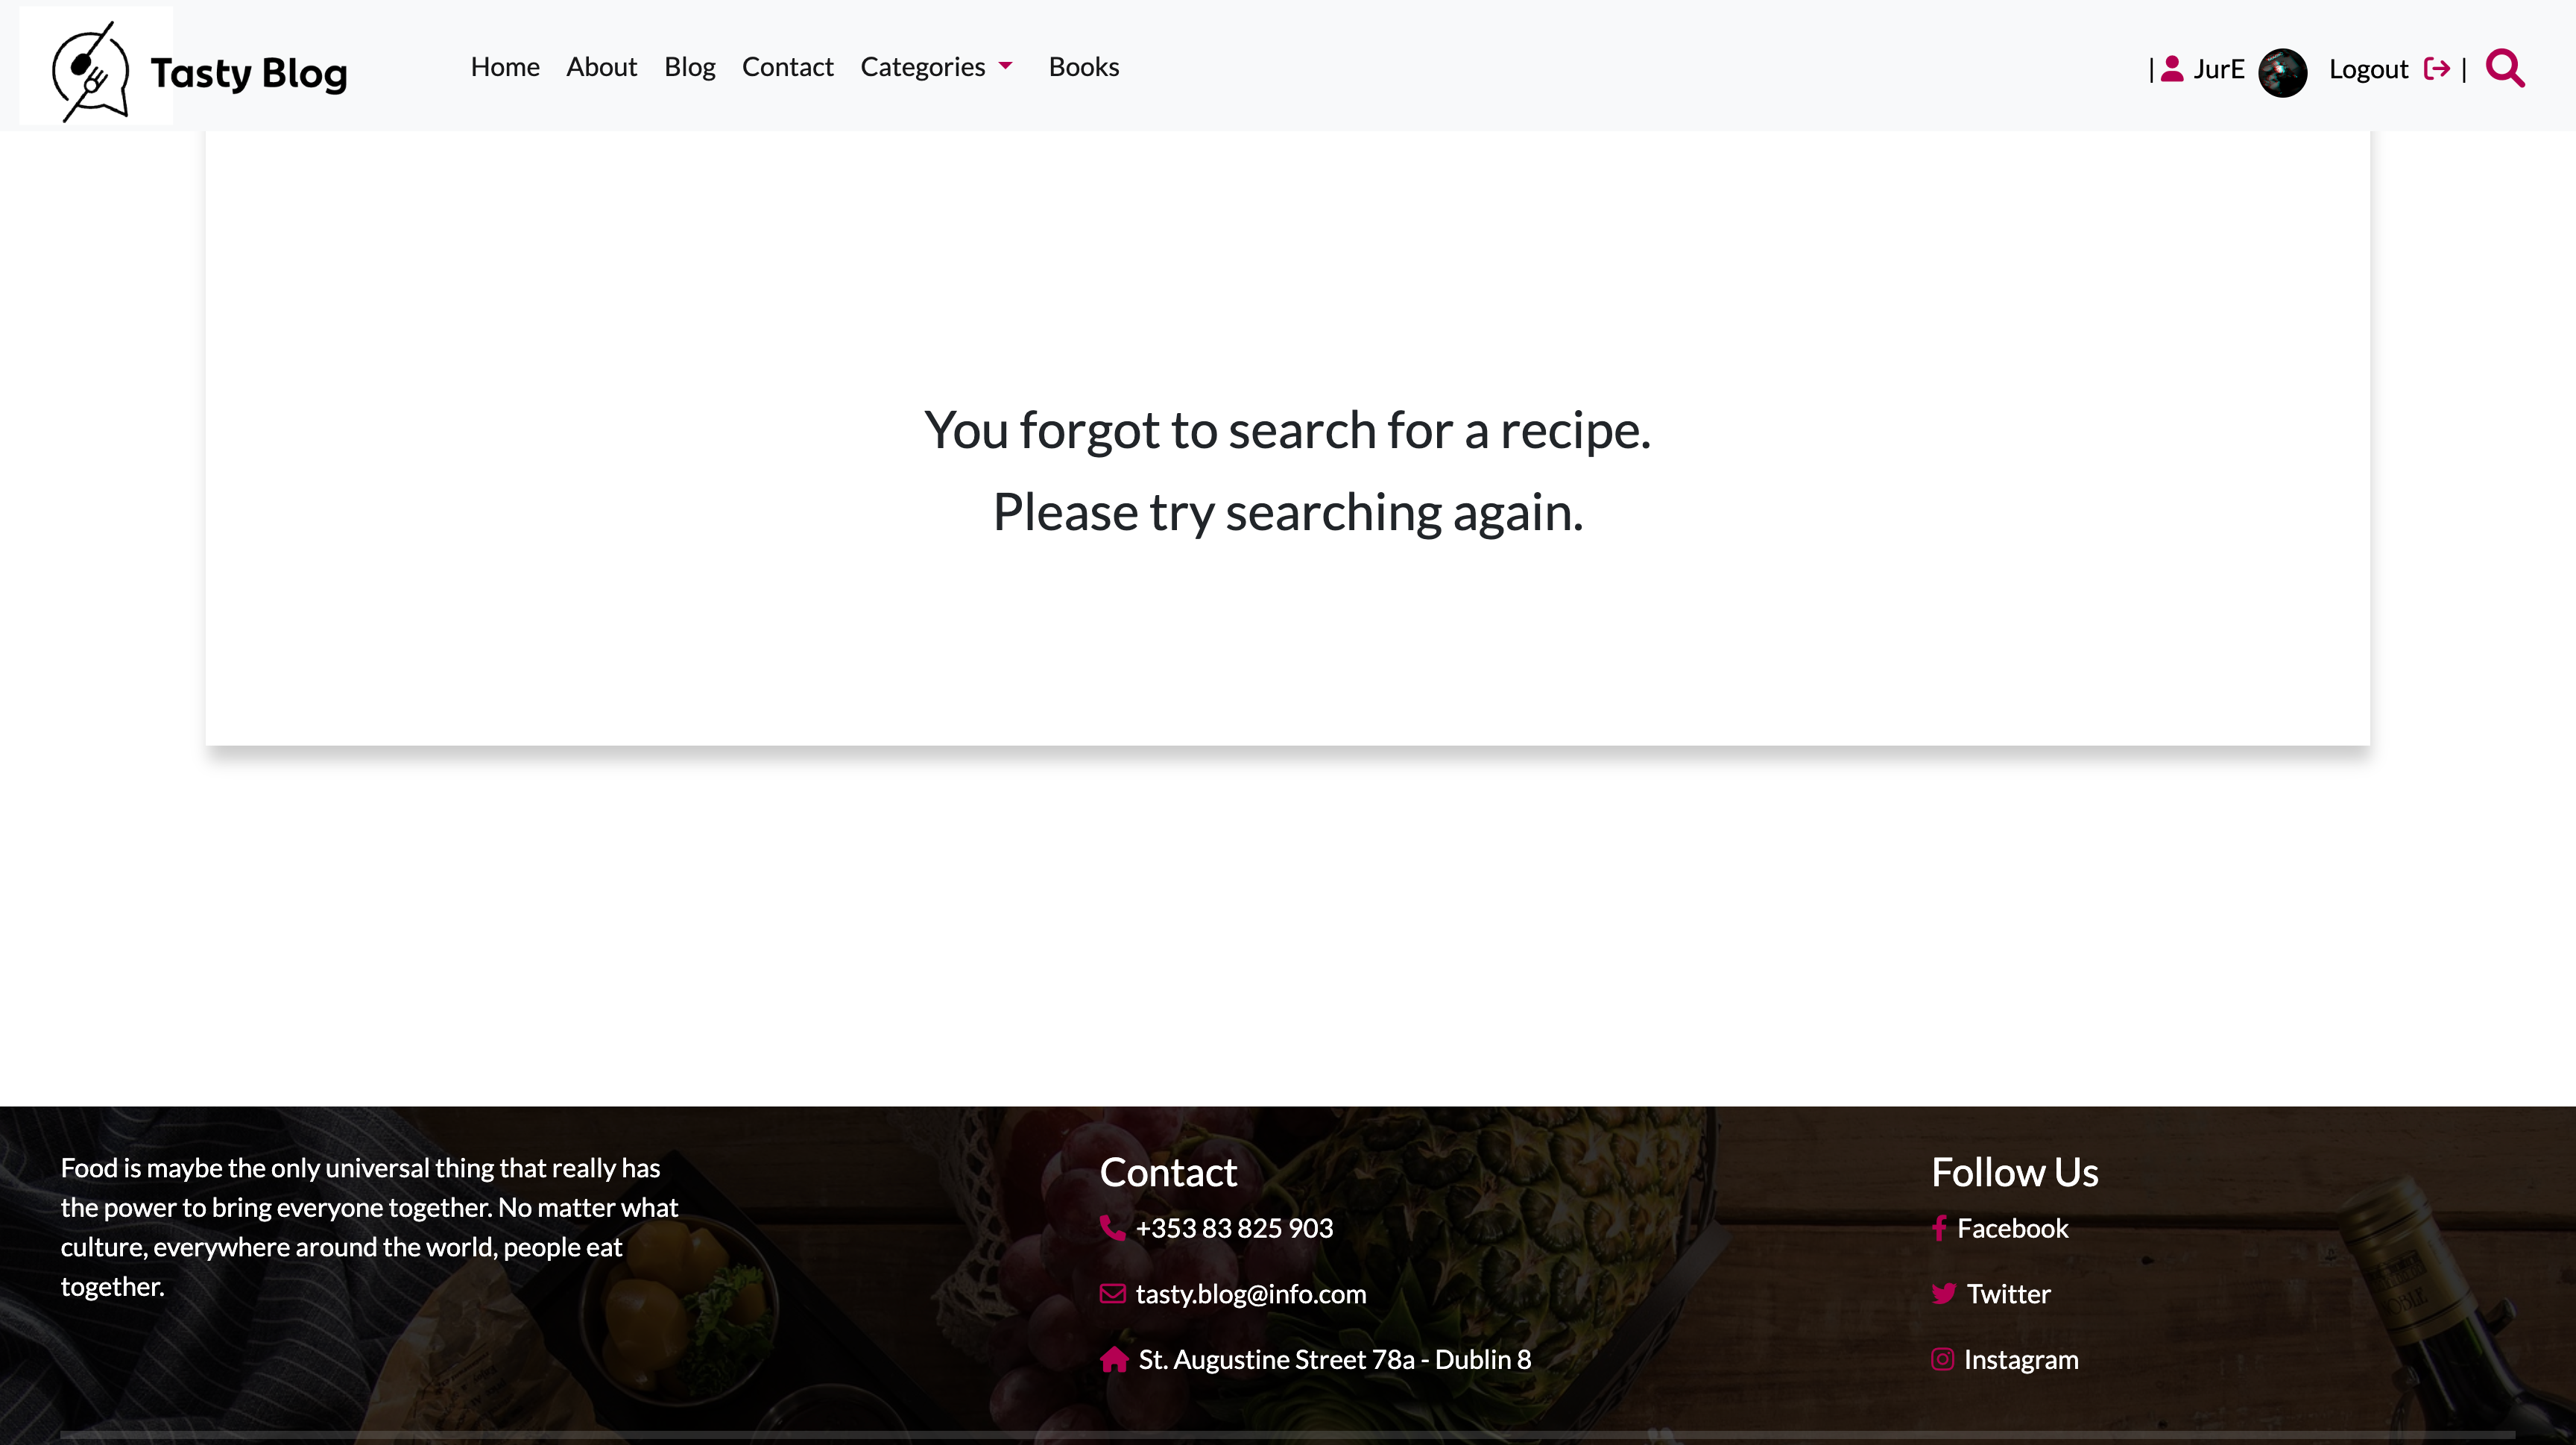 Tasty Blog
Home About Blog Contact Categories Books
| JurE Logout |
You forgot to search for a recipe.
Please try searching again.
Food is maybe the only universal thing that really has
the power to bring everyone together. No matter what
culture, everywhere around the world, people eat
together.
Contact
+353 83 825 903
tasty.blog@info.com
St. Augustine Street 78a - Dublin 8
Follow Us
Facebook
Twitter
Instagram